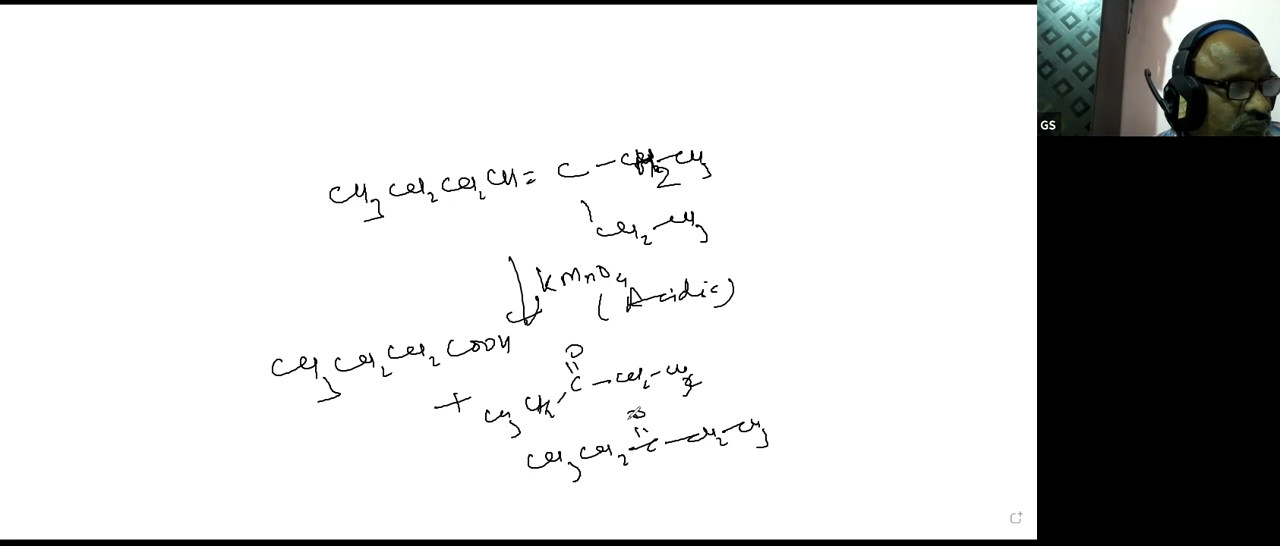 CH3CH2CH2CH=C-CH2-CH3
CH2-CH3
KMnO4
(Acidic)
CH3CH2CH2COOH
O
+ CH3CH2 C-CH2-CH3
O
CH3CH2-C-CH2-CH3
GS